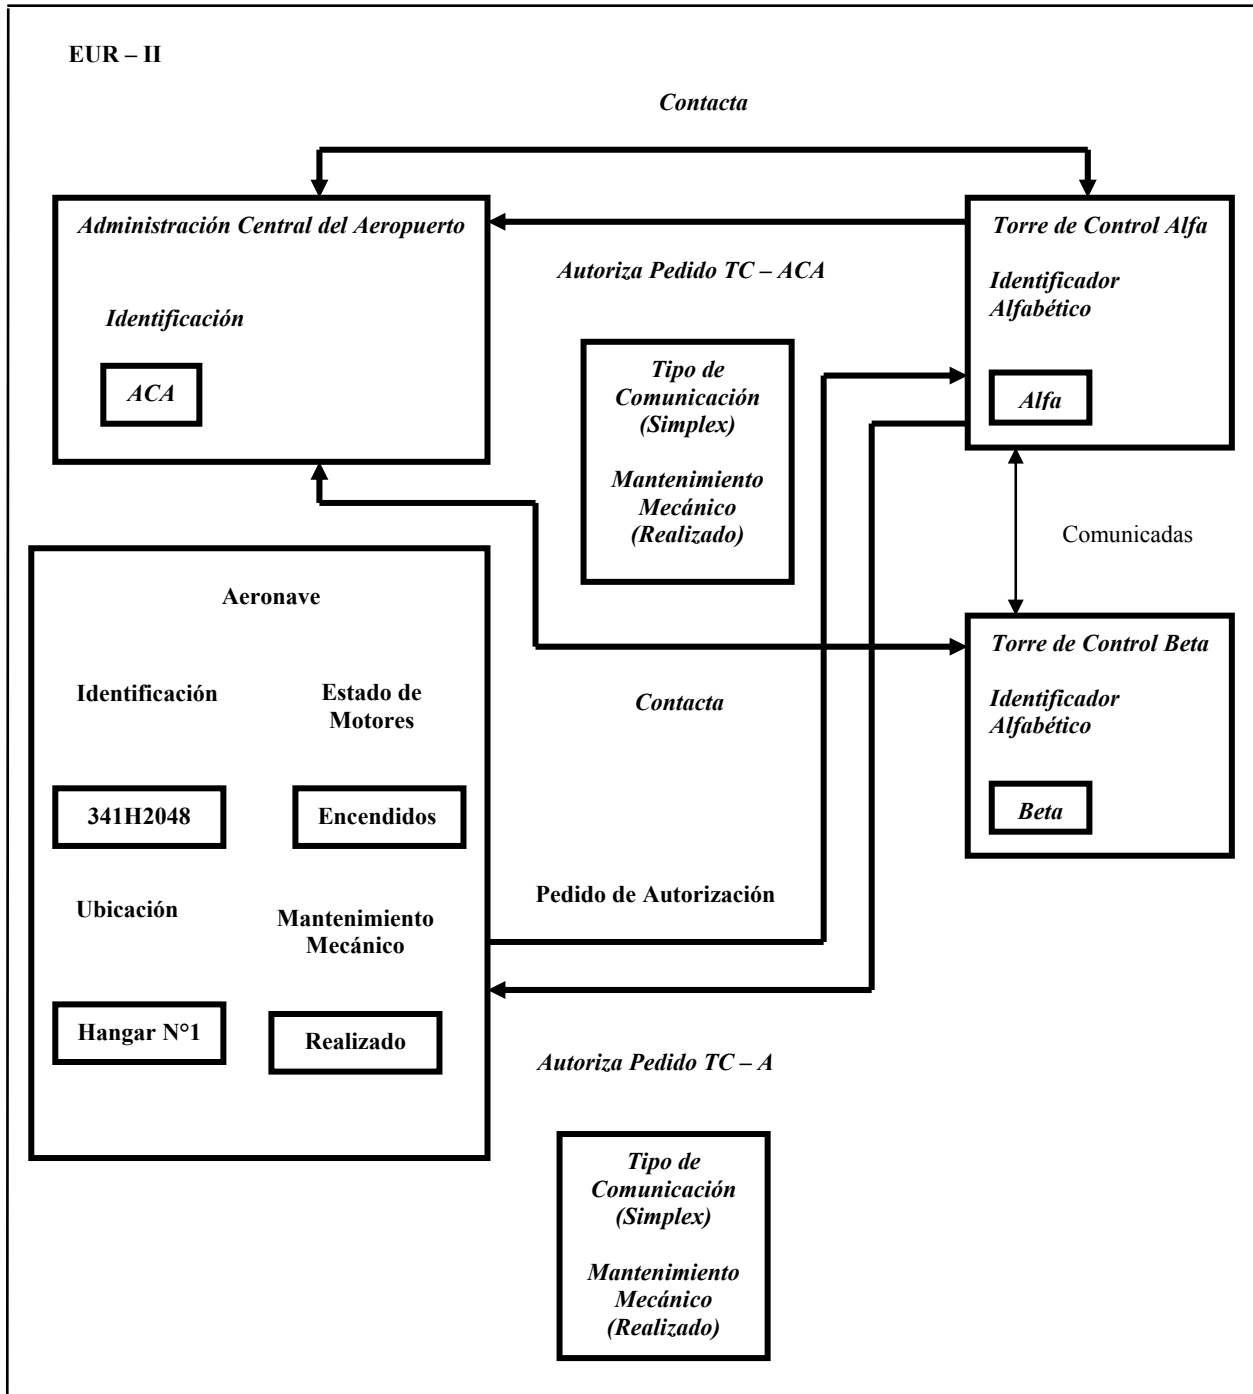 EUR – II
Contacta
Administración Central del Aeropuerto
Identificación
ACA
Autoriza Pedido TC – ACA
Tipo de
Comunicación
(Simplex)
Mantenimiento
Mecánico
(Realizado)
Torre de Control Alfa
Identificador
Alfabético
Alfa
Comunicadas
Torre de Control Beta
Identificador
Alfabético
Beta
Contacta
Aeronave
Identificación
341H2048
Estado de
Motores
Encendidos
Ubicación
Hangar N°1
Mantenimiento
Mecánico
Realizado
Pedido de Autorización
Autoriza Pedido TC – A
Tipo de
Comunicación
(Simplex)
Mantenimiento
Mecánico
(Realizado)